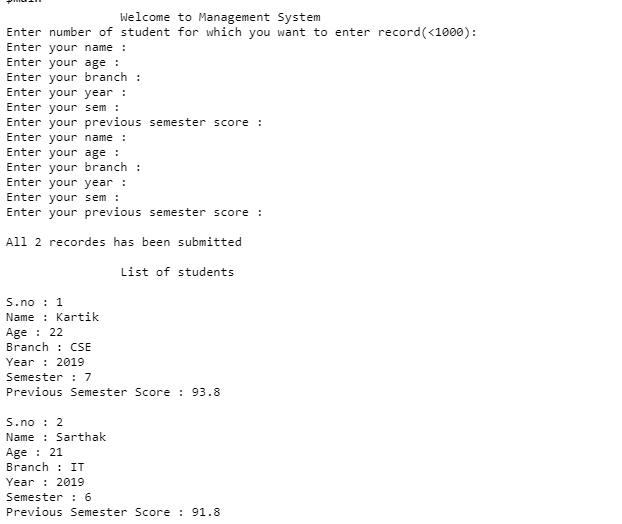 $main
Welcome to Management System
Enter number of student for which you want to enter record(<1000):
Enter your name :
Enter your age :
Enter your branch :
Enter your year :
Enter your sem :
Enter your previous semester score :
Enter your name :
Enter your age :
Enter your branch :
Enter your year :
Enter your sem :
Enter your previous semester score :
All 2 recordes has been submitted
List of students
S.no : 1
Name : Kartik
Age : 22
Branch : CSE
Year : 2019
Semester : 7
Previous Semester Score : 93.8
S.no : 2
Name : Sarthak
Age : 21
Branch : IT
Year : 2019
Semester : 6
Previous Semester Score : 91.8